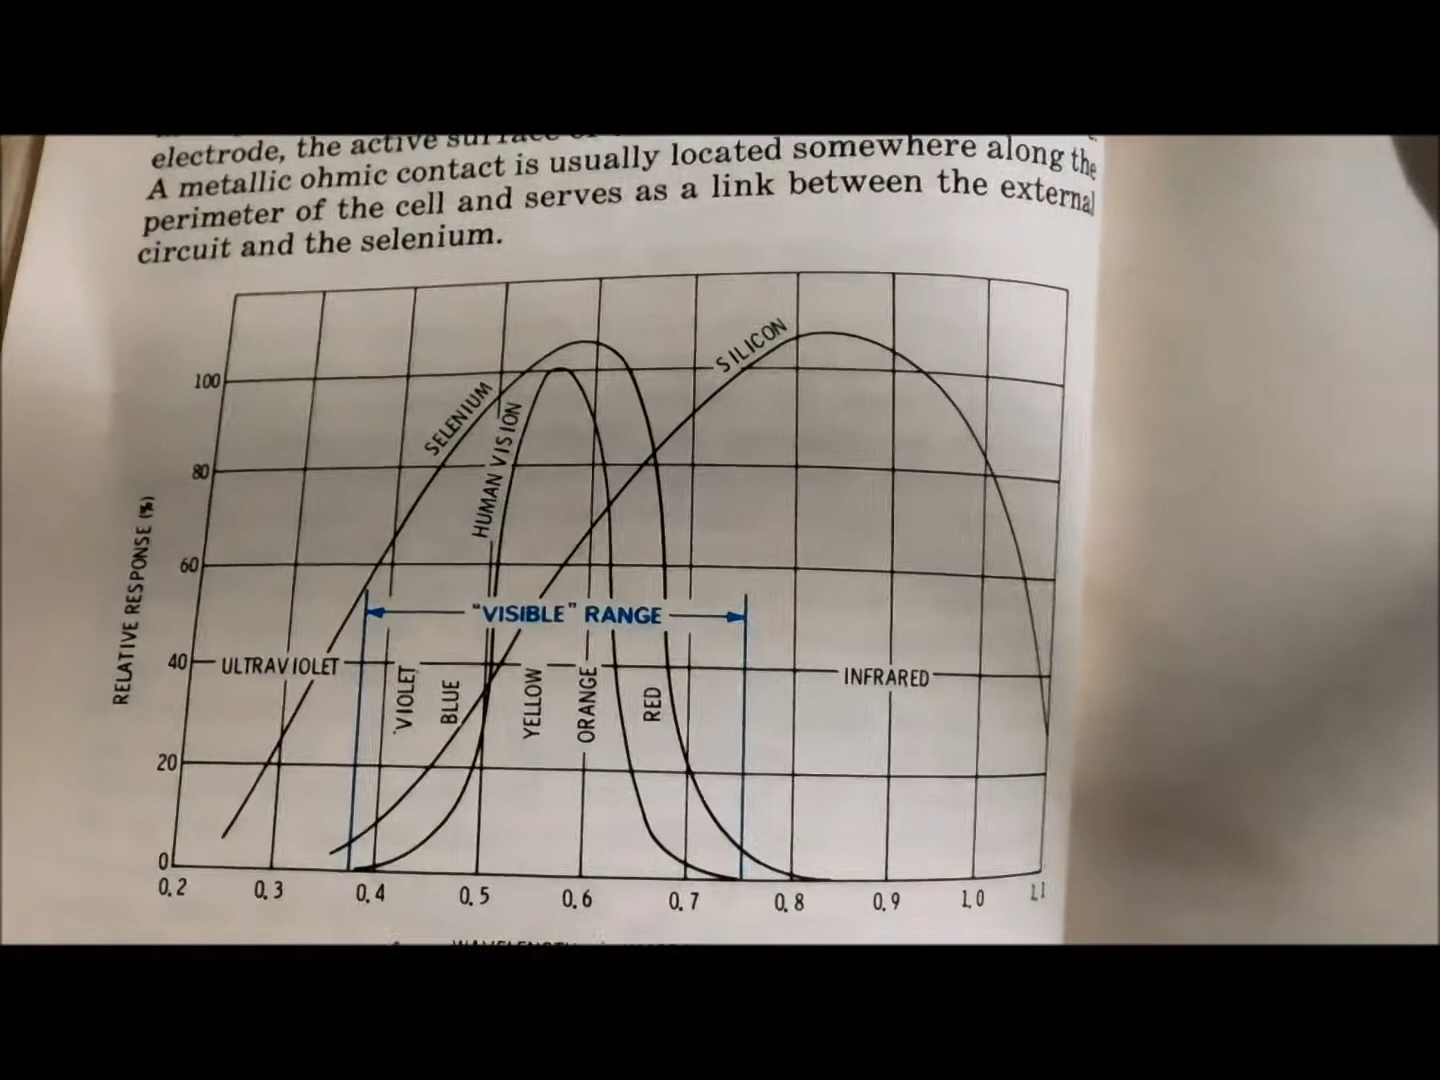 electrode, the active
A metallic ohmic contact is usually located somewhere along the
perimeter of the cell and serves as a link between the external
circuit and the selenium.
SELENIUM
HUMAN VISION
SILICON
RELATIVE RESPONSE (%)
100
80
60
40
20
0
"VISIBLE" RANGE
ULTRAVIOLET
VIOLET
BLUE
YELLOW
ORANGE
RED
INFRARED
0.2 0.3 0.4 0.5 0.6 0.7 0.8 0.9 1.0 1.1